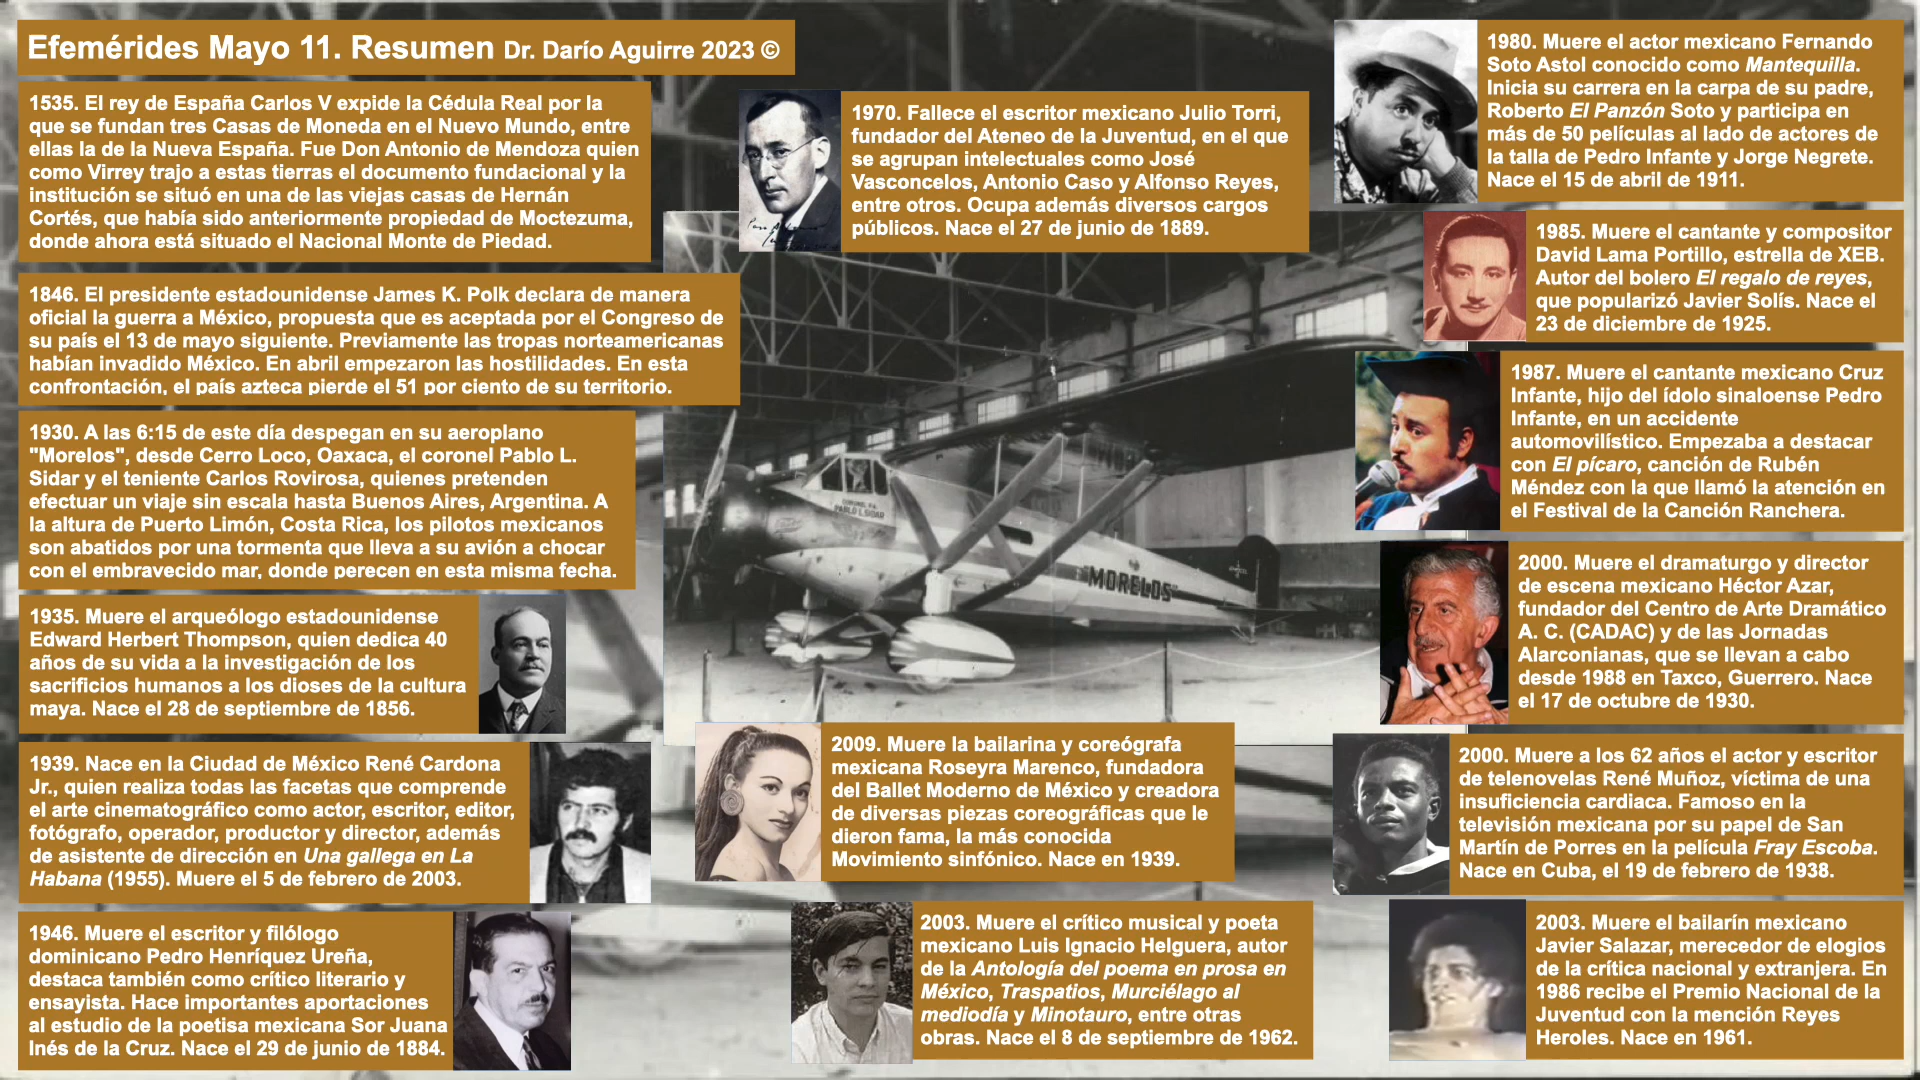 Efemérides Mayo 11. Resumen Dr. Darío Aguirre 2023 ©
1535. El rey de España Carlos V expide la Cédula Real por la
que se fundan tres Casas de Moneda en el Nuevo Mundo, entre
ellas la de la Nueva España. Fue Don Antonio de Mendoza quien
como Virrey trajo a estas tierras el documento fundacional y la
institución se situó en una de las viejas casas de Hernán
Cortés, que había sido anteriormente propiedad de Moctezuma,
donde ahora está situado el Nacional Monte de Piedad.
1846. El presidente estadounidense James K. Polk declara de manera
oficial la guerra a México, propuesta que es aceptada por el Congreso de
su país el 13 de mayo siguiente. Previamente las tropas norteamericanas
habían invadido México. En abril empezaron las hostilidades. En esta
confrontación, el país azteca pierde el 51 por ciento de su territorio.
1930. A las 6:15 de este día despegan en su aeroplano
"Morelos", desde Cerro Loco, Oaxaca, el coronel Pablo L.
Sidar y el teniente Carlos Rovirosa, quienes pretenden
efectuar un viaje sin escala hasta Buenos Aires, Argentina. A
la altura de Puerto Limón, Costa Rica, los pilotos mexicanos
son abatidos por una tormenta que lleva a su avión a chocar
con el embravecido mar, donde perecen en esta misma fecha.
1935. Muere el arqueólogo estadounidense
Edward Herbert Thompson, quien dedica 40
años de su vida a la investigación de los
sacrificios humanos a los dioses de la cultura
maya. Nace el 28 de septiembre de 1856.
1939. Nace en la Ciudad de México René Cardona
Jr., quien realiza todas las facetas que comprende
el arte cinematográfico como actor, escritor, editor,
fotógrafo, operador, productor y director, además
de asistente de dirección en Una gallega en La
Habana (1955). Muere el 5 de febrero de 2003.
1946. Muere el escritor y filólogo
dominicano Pedro Henríquez Ureña,
destaca también como crítico literario y
ensayista. Hace importantes aportaciones
al estudio de la poetisa mexicana Sor Juana
Inés de la Cruz. Nace el 29 de junio de 1884.
1970. Fallece el escritor mexicano Julio Torri,
fundador del Ateneo de la Juventud, en el que
se agrupan intelectuales como José
Vasconcelos, Antonio Caso y Alfonso Reyes,
entre otros. Ocupa además diversos cargos
públicos. Nace el 27 de junio de 1889.
PABLO L. SIDAR
"MORELOS"
2009. Muere la bailarina y coreógrafa
mexicana Roseyra Marenco, fundadora
del Ballet Moderno de México y creadora
de diversas piezas coreográficas que le
dieron fama, la más conocida
Movimiento sinfónico. Nace en 1939.
2003. Muere el crítico musical y poeta
mexicano Luis Ignacio Helguera, autor
de la Antología del poema en prosa en
México, Traspatios, Murciélago al
mediodía y Minotauro, entre otras
obras. Nace el 8 de septiembre de 1962.
1980. Muere el actor mexicano Fernando
Soto Astol conocido como Mantequilla.
Inicia su carrera en la carpa de su padre,
Roberto El Panzón Soto y participa en
más de 50 películas al lado de actores de
la talla de Pedro Infante y Jorge Negrete.
Nace el 15 de abril de 1911.
1985. Muere el cantante y compositor
David Lama Portillo, estrella de XEB.
Autor del bolero El regalo de reyes,
que popularizó Javier Solís. Nace el
23 de diciembre de 1925.
1987. Muere el cantante mexicano Cruz
Infante, hijo del ídolo sinaloense Pedro
Infante, en un accidente
automovilístico. Empezaba a destacar
con El pícaro, canción de Rubén
Méndez con la que llamó la atención en
el Festival de la Canción Ranchera.
2000. Muere el dramaturgo y director
de escena mexicano Héctor Azar,
fundador del Centro de Arte Dramático
A. C. (CADAC) y de las Jornadas
Alarconianas, que se llevan a cabo
desde 1988 en Taxco, Guerrero. Nace
el 17 de octubre de 1930.
2000. Muere a los 62 años el actor y escritor
de telenovelas René Muñoz, víctima de una
insuficiencia cardiaca. Famoso en la
televisión mexicana por su papel de San
Martín de Porres en la película Fray Escoba.
Nace en Cuba, el 19 de febrero de 1938.
2003. Muere el bailarín mexicano
Javier Salazar, merecedor de elogios
de la crítica nacional y extranjera. En
1986 recibe el Premio Nacional de la
Juventud con la mención Reyes
Heroles. Nace en 1961.